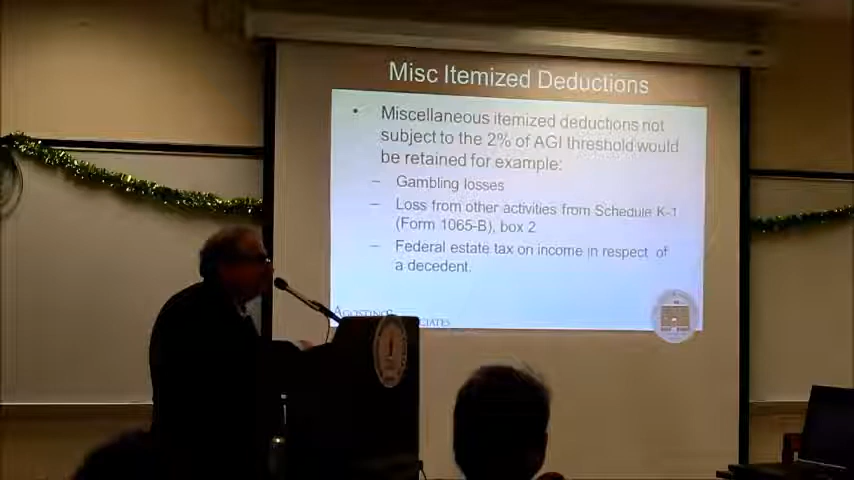 Misc Itemized Deductions
• Miscellaneous itemized deductions not
subject to the 2% of AGI threshold would
be retained for example:
– Gambling losses
– Loss from other activities from Schedule K-1
(Form 1065-B), box 2
– Federal estate tax on income in respect of
a decedent.
AGOSTINO
CIATES